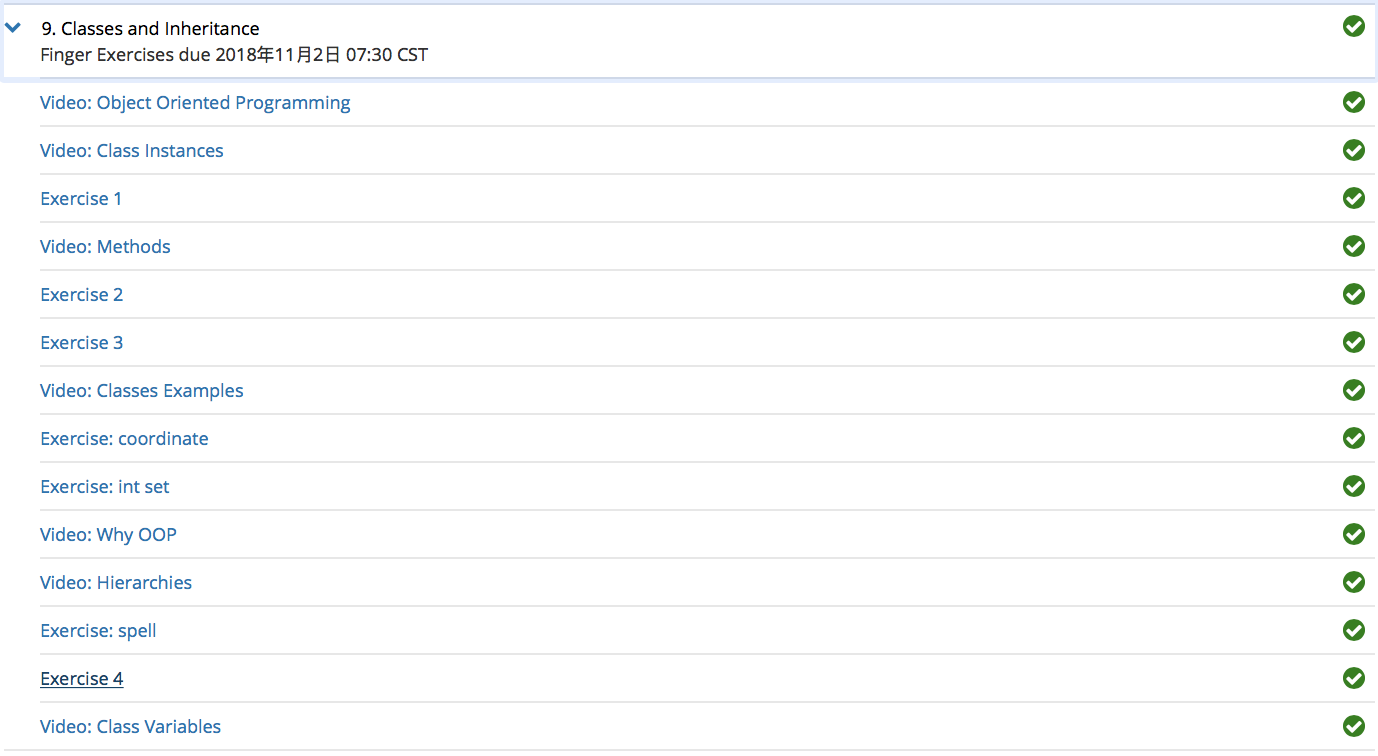 9. Classes and Inheritance
Finger Exercises due 2018年11月2日 07:30 CST
Video: Object Oriented Programming
Video: Class Instances
Exercise 1
Video: Methods
Exercise 2
Exercise 3
Video: Classes Examples
Exercise: coordinate
Exercise: int set
Video: Why OOP
Video: Hierarchies
Exercise: spell
Exercise 4
Video: Class Variables